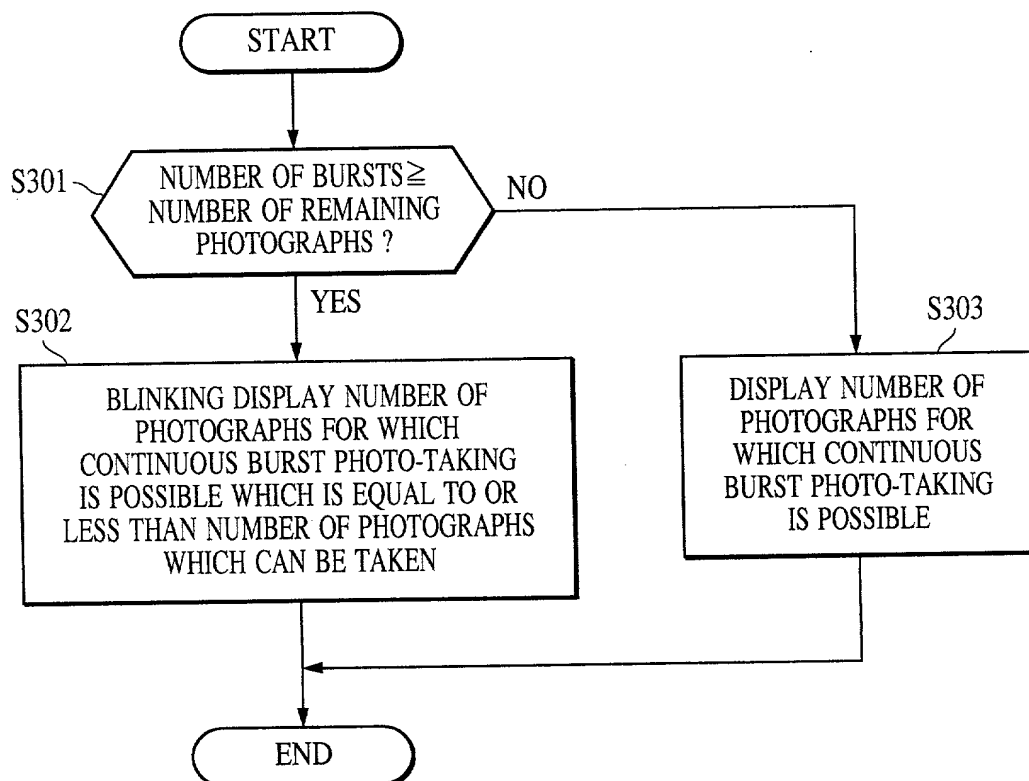 START
S301
NUMBER OF BURSTS ≧
NUMBER OF REMAINING
PHOTOGRAPHS ?
NO
YES
S302
BLINKING DISPLAY NUMBER OF
PHOTOGRAPHS FOR WHICH
CONTINUOUS BURST PHOTO-TAKING
IS POSSIBLE WHICH IS EQUAL TO OR
LESS THAN NUMBER OF PHOTOGRAPHS
WHICH CAN BE TAKEN
S303
DISPLAY NUMBER OF
PHOTOGRAPHS FOR
WHICH CONTINUOUS
BURST PHOTO-TAKING
IS POSSIBLE
END